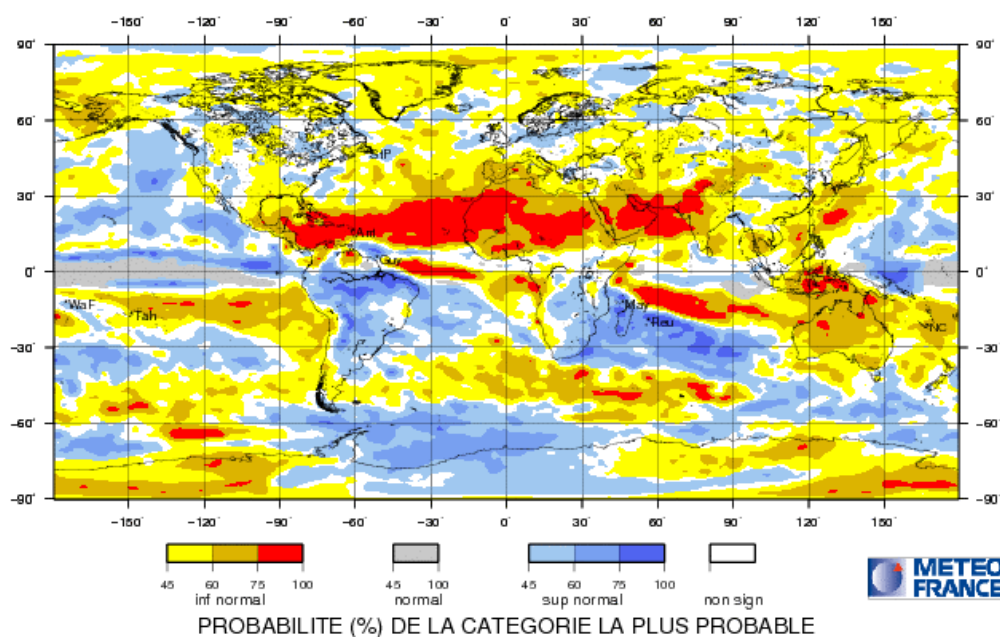 -150° -120° -90° -60° -30° 0° 30° 60° 90° 120° 150°
90° 90°
60° 60°
StP
30° 30°
Ant
Guy
0° 0°
WaF May
Tah Reu NC
-30° -30°
-60° -60°
-90° -90°
-150° -120° -90° -60° -30° 0° 30° 60° 90° 120° 150°
45 60 75 100 45 100 45 60 75 100
inf normal normal sup normal non sign
METEO
FRANCE
PROBABILITE (%) DE LA CATEGORIE LA PLUS PROBABLE